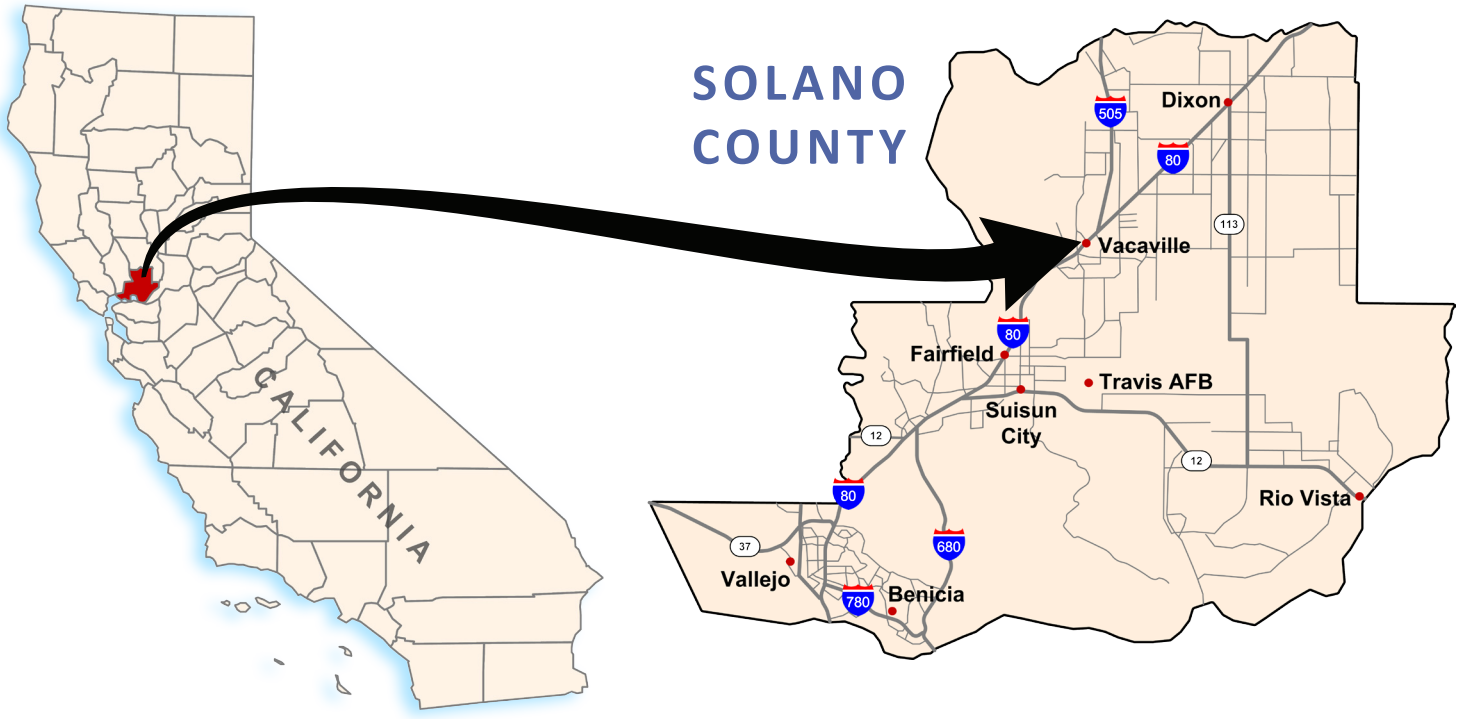 SOLANO
COUNTY
CALIFORNIA
505
Dixon
80
113
Vacaville
80
Fairfield
Travis AFB
Suisun
City
12
12
80
Rio Vista
37
680
Vallejo
780
Benicia